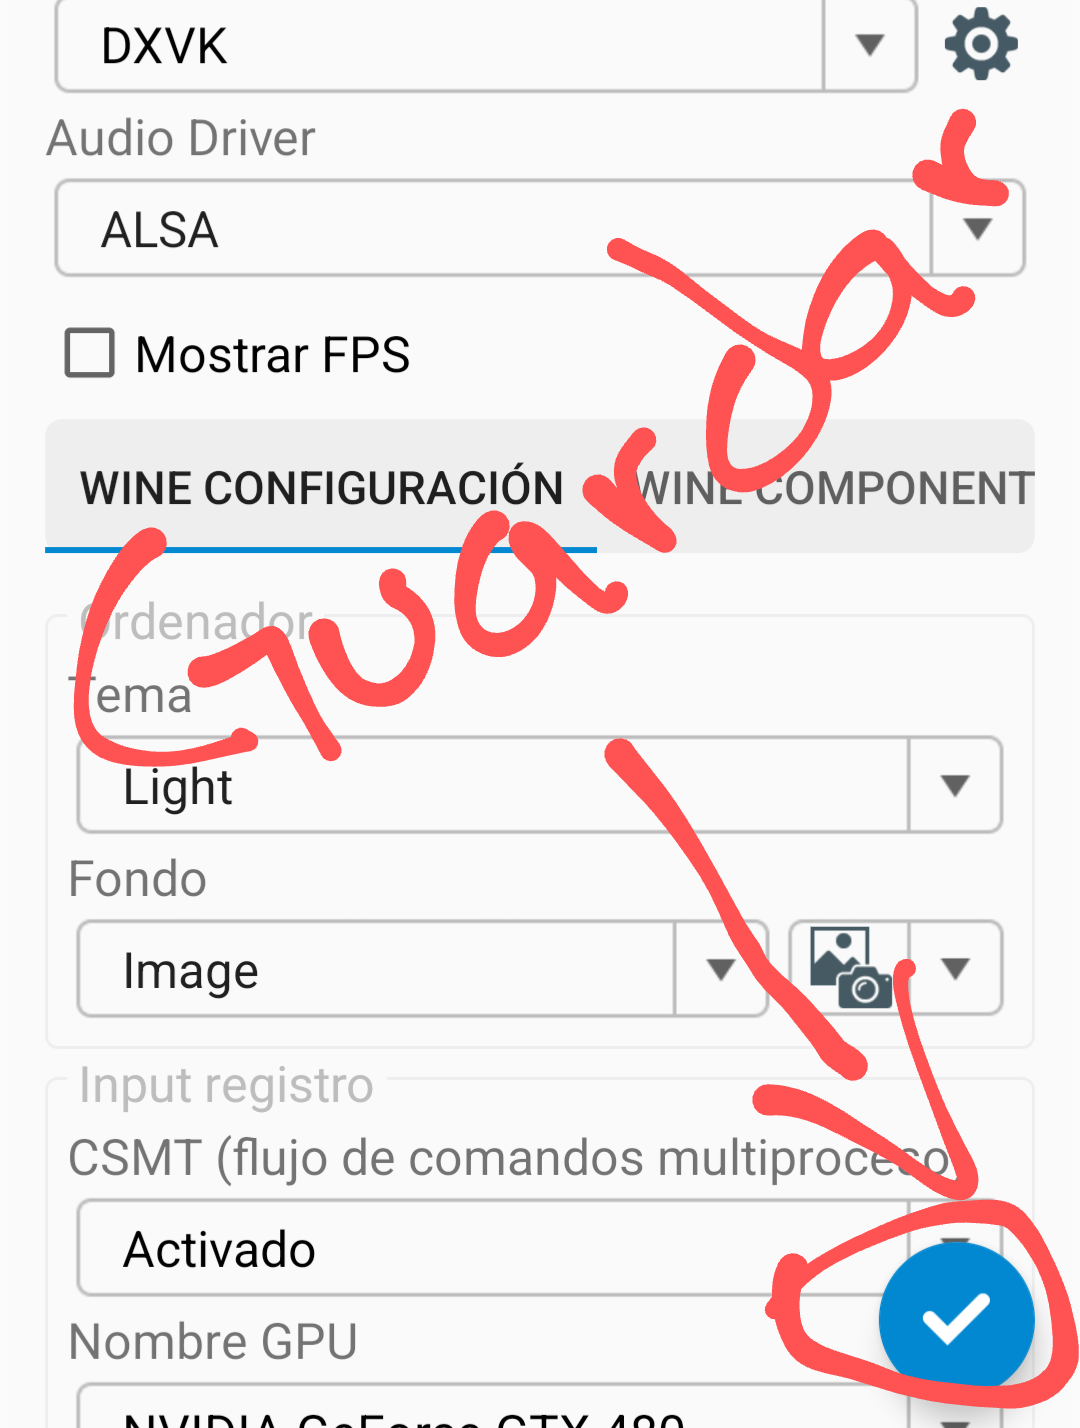 DXVK
Audio Driver
ALSA
Mostrar FPS
WINE CONFIGURACIÓN WINE COMPONENT
Guardar
Ordenador
Tema
Light
Fondo
Image
Input registro
CSMT (flujo de comandos multiproceso
Activado
Nombre GPU
NVIDIA GeForce GTX 480